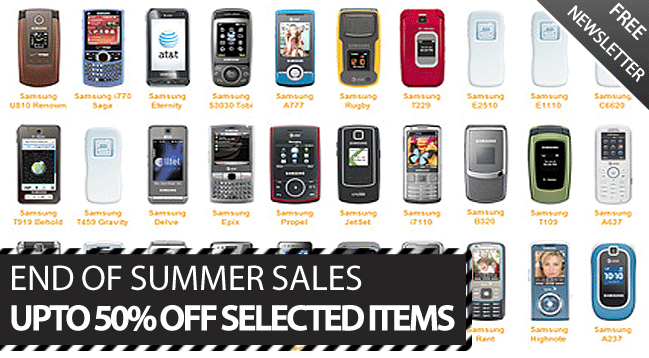 FREE
NEWSLETTER
at&t
Samsung U810 Renown
Samsung i770 Saga
Samsung Eternity
Samsung S3030 Tobi
Samsung A777
Samsung Rugby
Samsung T229
Samsung E2510
Samsung E1110
Samsung C6620
Alltel
Samsung T919 Behold
Samsung T459 Gravity
Samsung Delve
Samsung Epix
Samsung Propel
Samsung JetSet
Samsung i7110
Samsung B320
Samsung T109
Samsung A637
Samsung Rant
Samsung Highnote
Samsung A237
END OF SUMMER SALES
UPTO 50% OFF SELECTED ITEMS